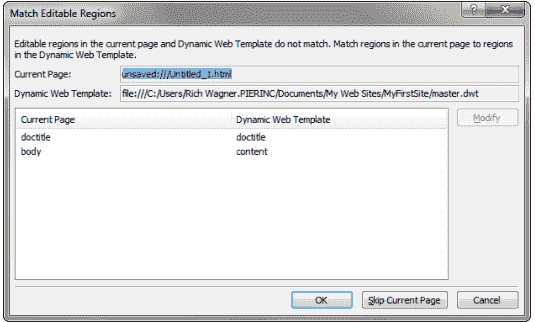 Match Editable Regions
Editable regions in the current page and Dynamic Web Template do not match. Match regions in the current page to regions
in the Dynamic Web Template.
Current Page: unsaved:///Untitled_1.html
Dynamic Web Template: file:///C:/Users/Rich Wagner.PIERINC/Documents/My Web Sites/MyFirstSite/master.dwt
Current Page Dynamic Web Template Modify
doctitle doctitle
body content
OK Skip Current Page Cancel